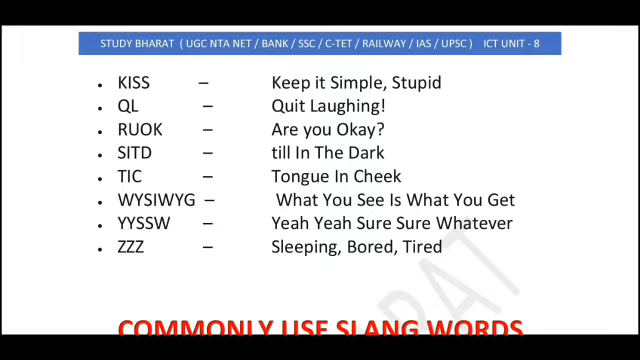 STUDY BHARAT ( UGC NTA NET / BANK / SSC / C-TET / RAILWAY / IAS / UPSC ) ICT UNIT - 8
• KISS – Keep it Simple, Stupid
• QL – Quit Laughing!
• RUOK – Are you Okay?
• SITD – till In The Dark
• TIC – Tongue In Cheek
• WYSIWYG – What You See Is What You Get
• YYSSW – Yeah Yeah Sure Sure Whatever
• ZZZ – Sleeping, Bored, Tired
COMMONLY USE SLANG WORDS